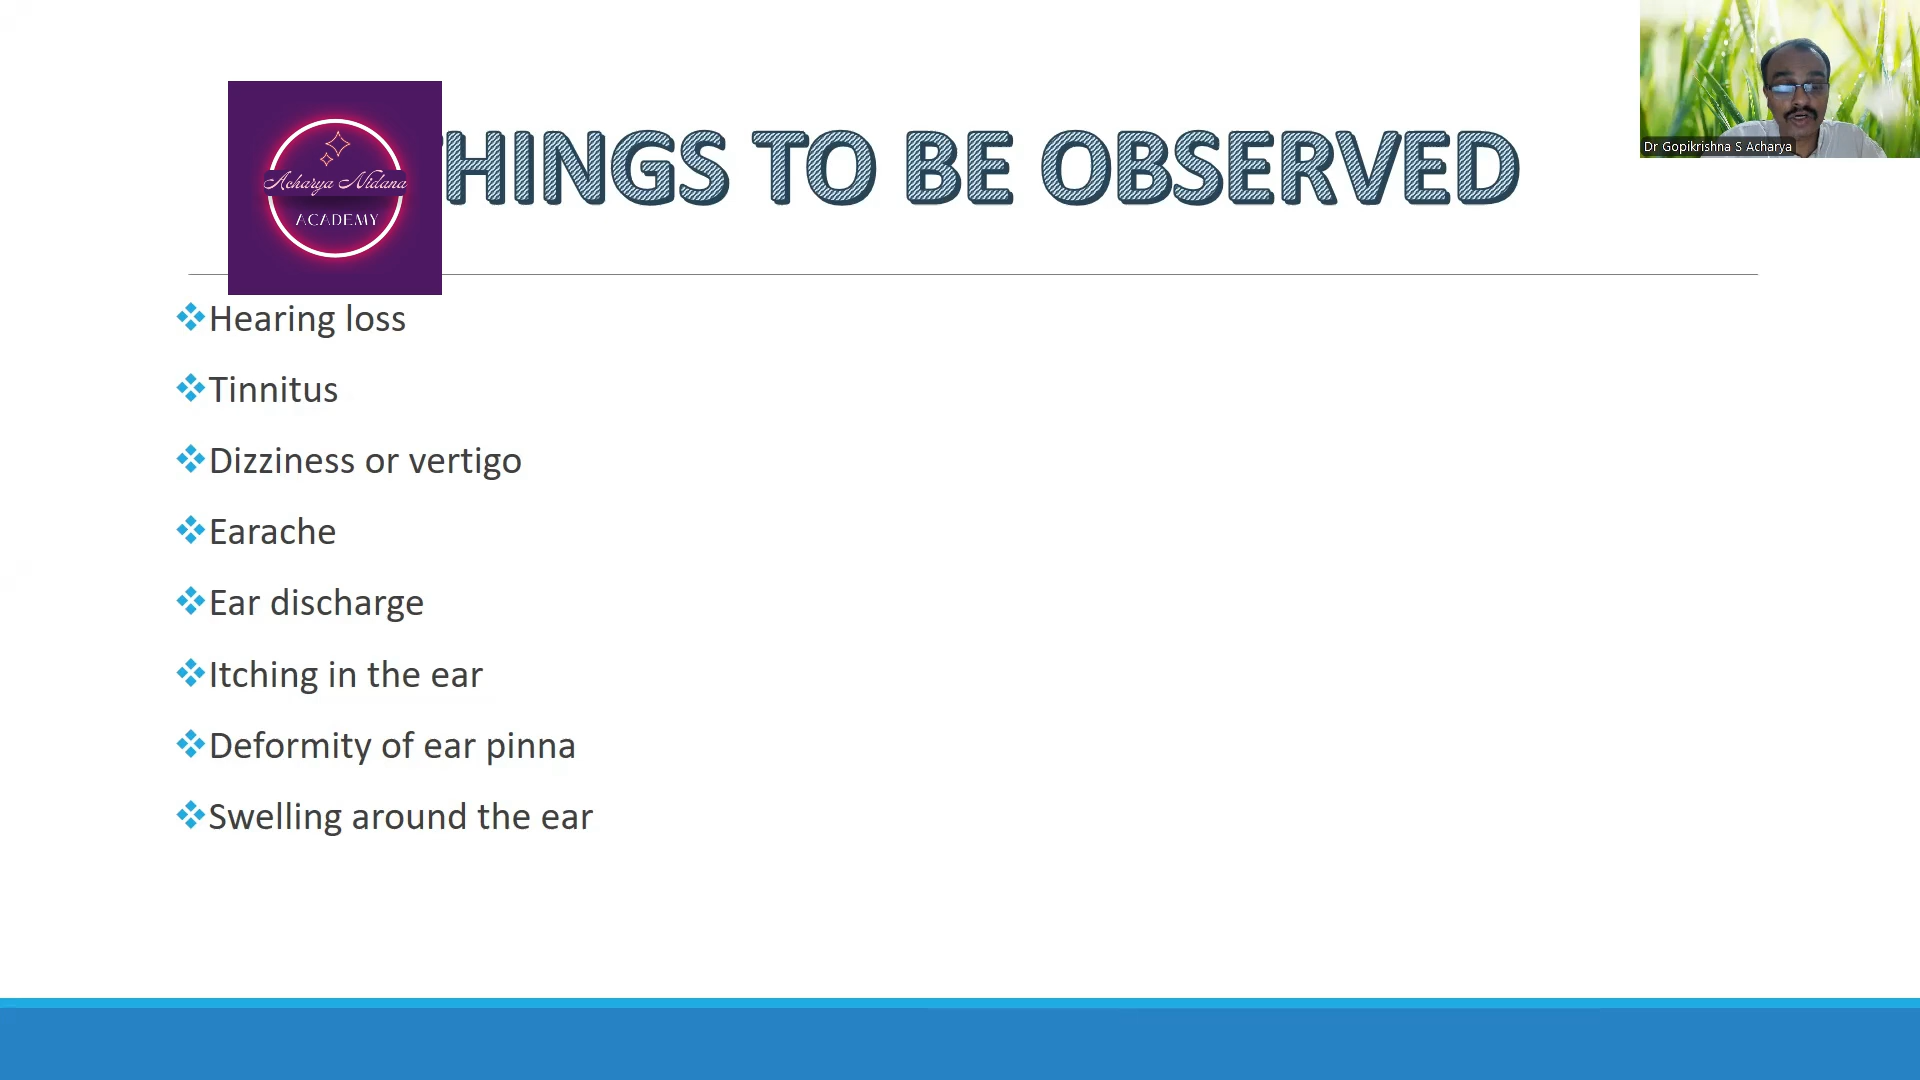 Acharya Nidana
ACADEMY
HINGS TO BE OBSERVED
Dr Gopikrishna S Acharya
Hearing loss
Tinnitus
Dizziness or vertigo
Earache
Ear discharge
Itching in the ear
Deformity of ear pinna
Swelling around the ear